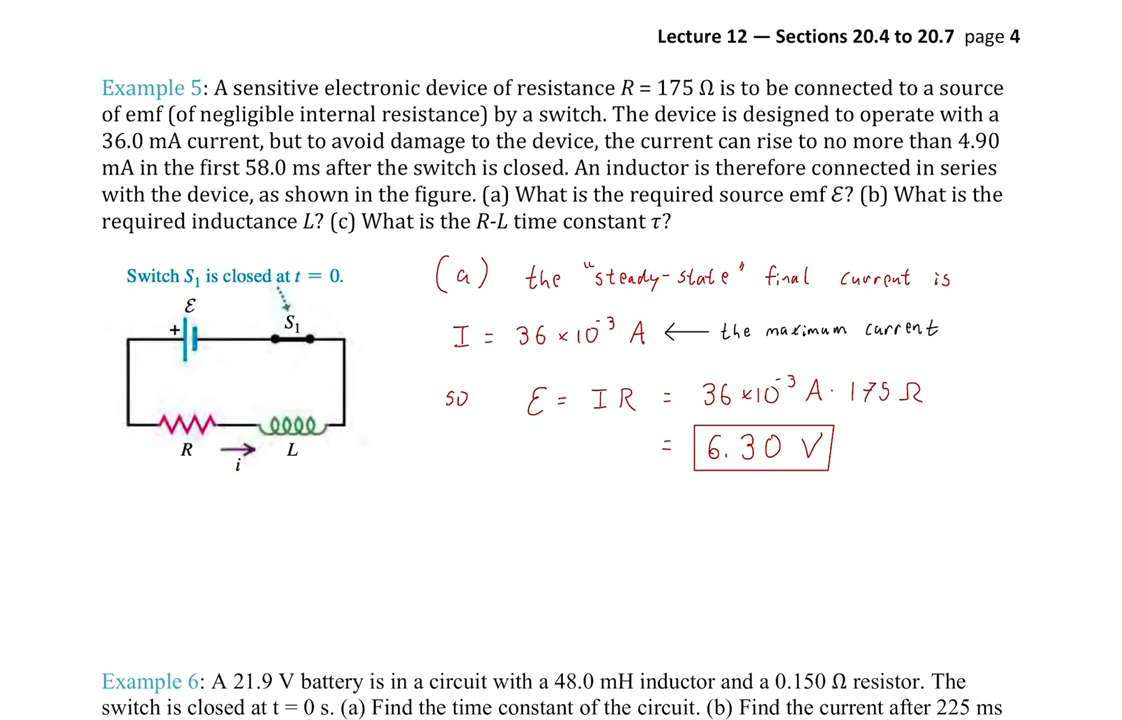 Lecture 12 — Sections 20.4 to 20.7 page 4
Example 5: A sensitive electronic device of resistance R = 175 Ω is to be connected to a source
of emf (of negligible internal resistance) by a switch. The device is designed to operate with a
36.0 mA current, but to avoid damage to the device, the current can rise to no more than 4.90
mA in the first 58.0 ms after the switch is closed. An inductor is therefore connected in series
with the device, as shown in the figure. (a) What is the required source emf ℰ? (b) What is the
required inductance L? (c) What is the R-L time constant τ?
Switch S₁ is closed at t = 0.
ℰ
+
S₁
R
i
L
(a) the "steady-state" final current is
I = 36 × 10⁻³ A ← the maximum current
so ℰ = I R = 36 × 10⁻³ A · 175 Ω
= 6.30 V
Example 6: A 21.9 V battery is in a circuit with a 48.0 mH inductor and a 0.150 Ω resistor. The
switch is closed at t = 0 s. (a) Find the time constant of the circuit. (b) Find the current after 225 ms